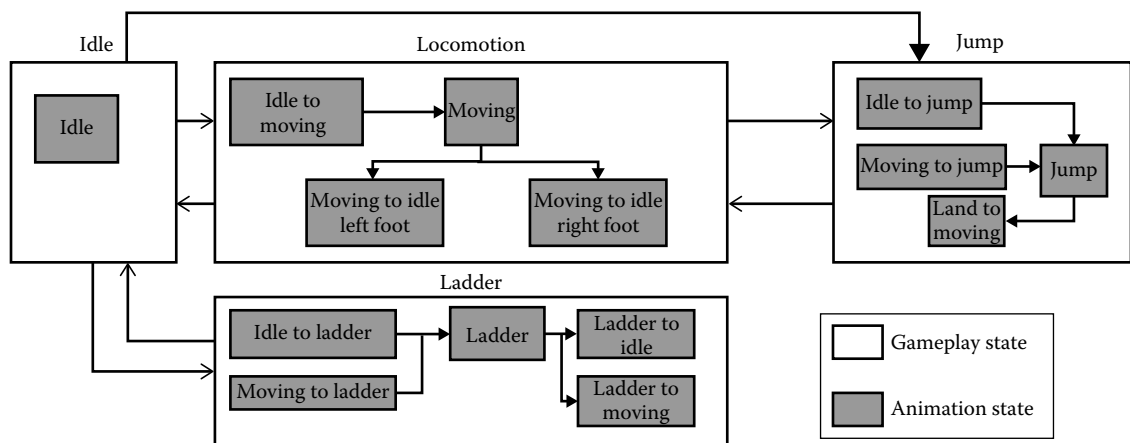 Idle
Locomotion
Jump
Idle
Idle to
moving
Moving
Moving to idle
left foot
Moving to idle
right foot
Idle to jump
Moving to jump
Jump
Land to
moving
Ladder
Idle to ladder
Moving to ladder
Ladder
Ladder to
idle
Ladder to
moving
Gameplay state
Animation state